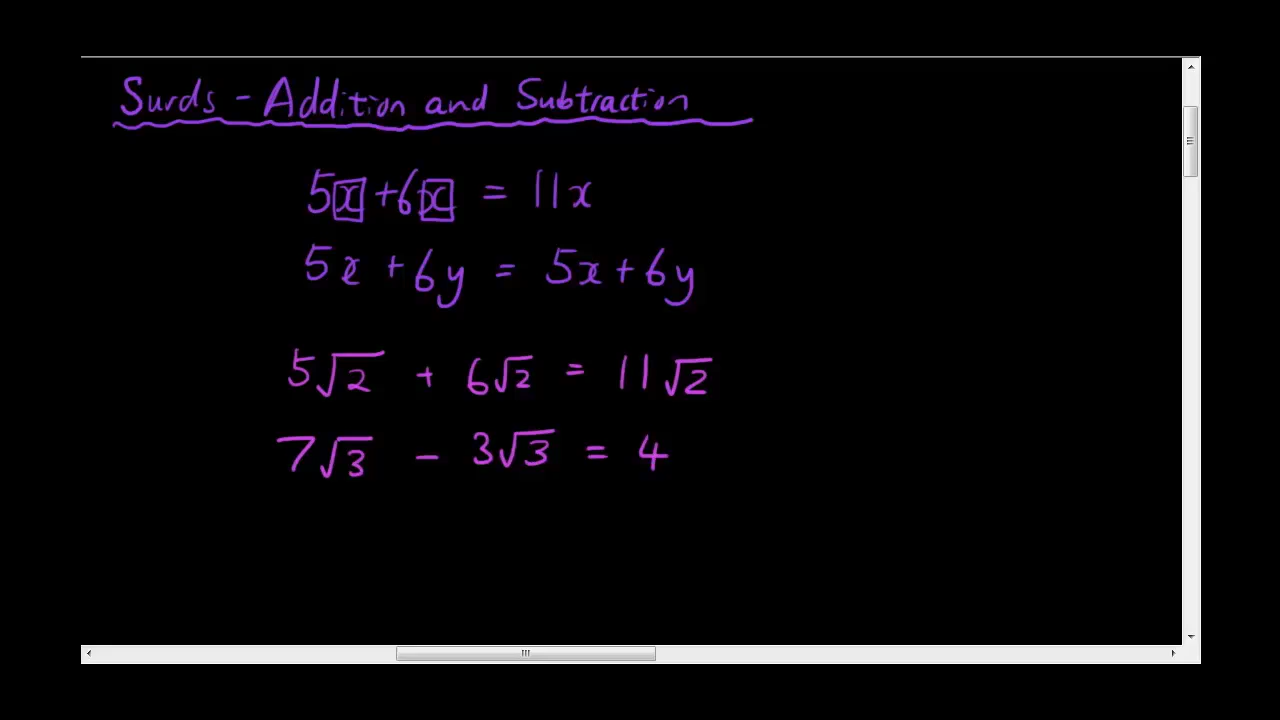 Surds - Addition and Subtraction
5x + 6x = 11x
5x + 6y = 5x + 6y
5√2 + 6√2 = 11√2
7√3 - 3√3 = 4